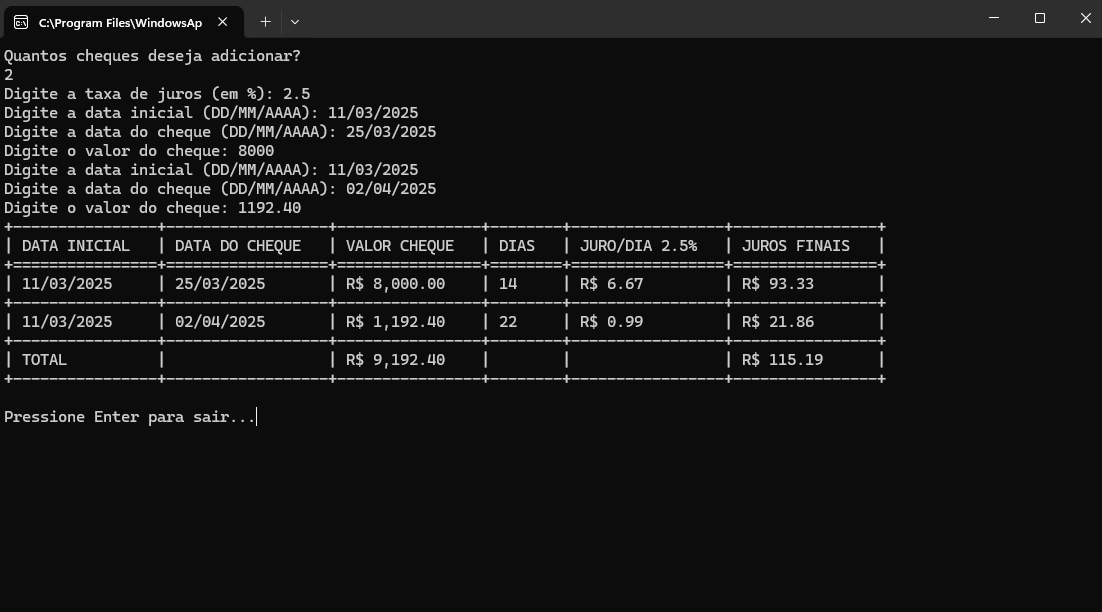 C:\Program Files\WindowsAp
Quantos cheques deseja adicionar?
2
Digite a taxa de juros (em %): 2.5
Digite a data inicial (DD/MM/AAAA): 11/03/2025
Digite a data do cheque (DD/MM/AAAA): 25/03/2025
Digite o valor do cheque: 8000
Digite a data inicial (DD/MM/AAAA): 11/03/2025
Digite a data do cheque (DD/MM/AAAA): 02/04/2025
Digite o valor do cheque: 1192.40
+----------------+------------------+----------------+--------+-----------------+----------------+
| DATA INICIAL   | DATA DO CHEQUE   | VALOR CHEQUE   | DIAS   | JURO/DIA 2.5%   | JUROS FINAIS   |
+================+==================+================+========+=================+================+
| 11/03/2025     | 25/03/2025       | R$ 8,000.00    | 14     | R$ 6.67         | R$ 93.33       |
+----------------+------------------+----------------+--------+-----------------+----------------+
| 11/03/2025     | 02/04/2025       | R$ 1,192.40    | 22     | R$ 0.99         | R$ 21.86       |
+----------------+------------------+----------------+--------+-----------------+----------------+
| TOTAL          |                  | R$ 9,192.40    |        |                 | R$ 115.19      |
+----------------+------------------+----------------+--------+-----------------+----------------+
Pressione Enter para sair...